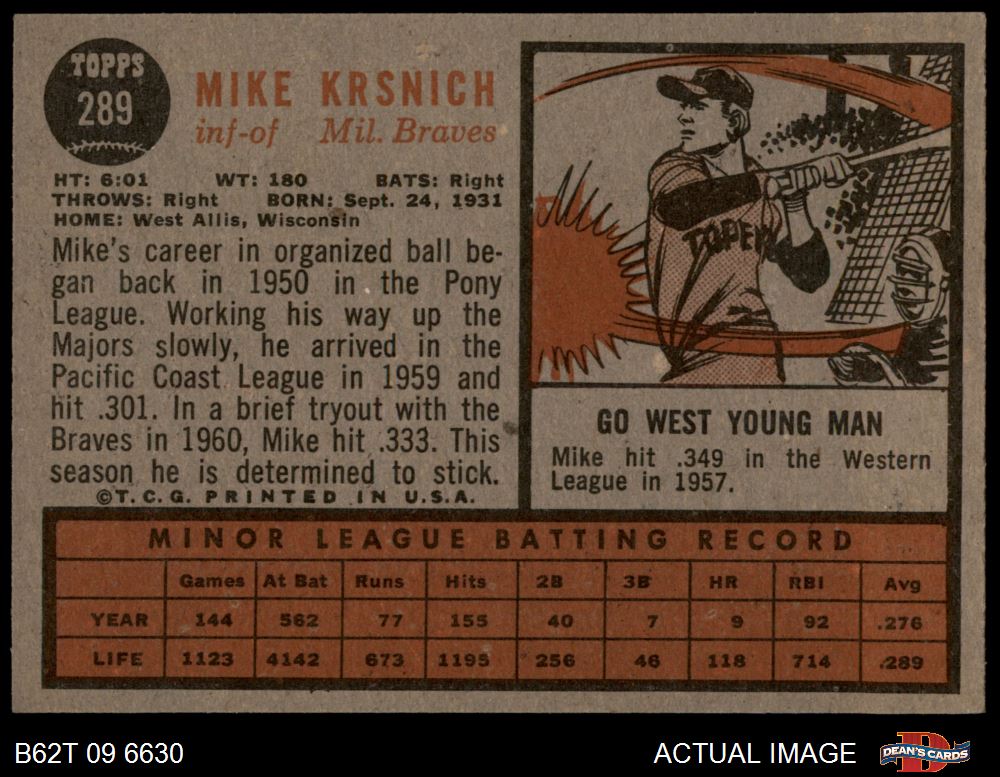 TOPPS
289
MIKE KRSNICH
inf-of Mil. Braves
HT: 6:01 WT: 180 BATS: Right
THROWS: Right BORN: Sept. 24, 1931
HOME: West Allis, Wisconsin
Mike's career in organized ball be-
gan back in 1950 in the Pony
League. Working his way up the
Majors slowly, he arrived in the
Pacific Coast League in 1959 and
hit .301. In a brief tryout with the
Braves in 1960, Mike hit .333. This
season he is determined to stick.
©T.C.G. PRINTED IN U.S.A.
TOPEK
GO WEST YOUNG MAN
Mike hit .349 in the Western
League in 1957.
MINOR LEAGUE BATTING RECORD
Games At Bat Runs Hits 2B 3B HR RBI Avg
YEAR 144 562 77 155 40 7 9 92 .276
LIFE 1123 4142 673 1195 256 46 118 714 .289
B62T 09 6630
ACTUAL IMAGE
DEAN'S CARDS